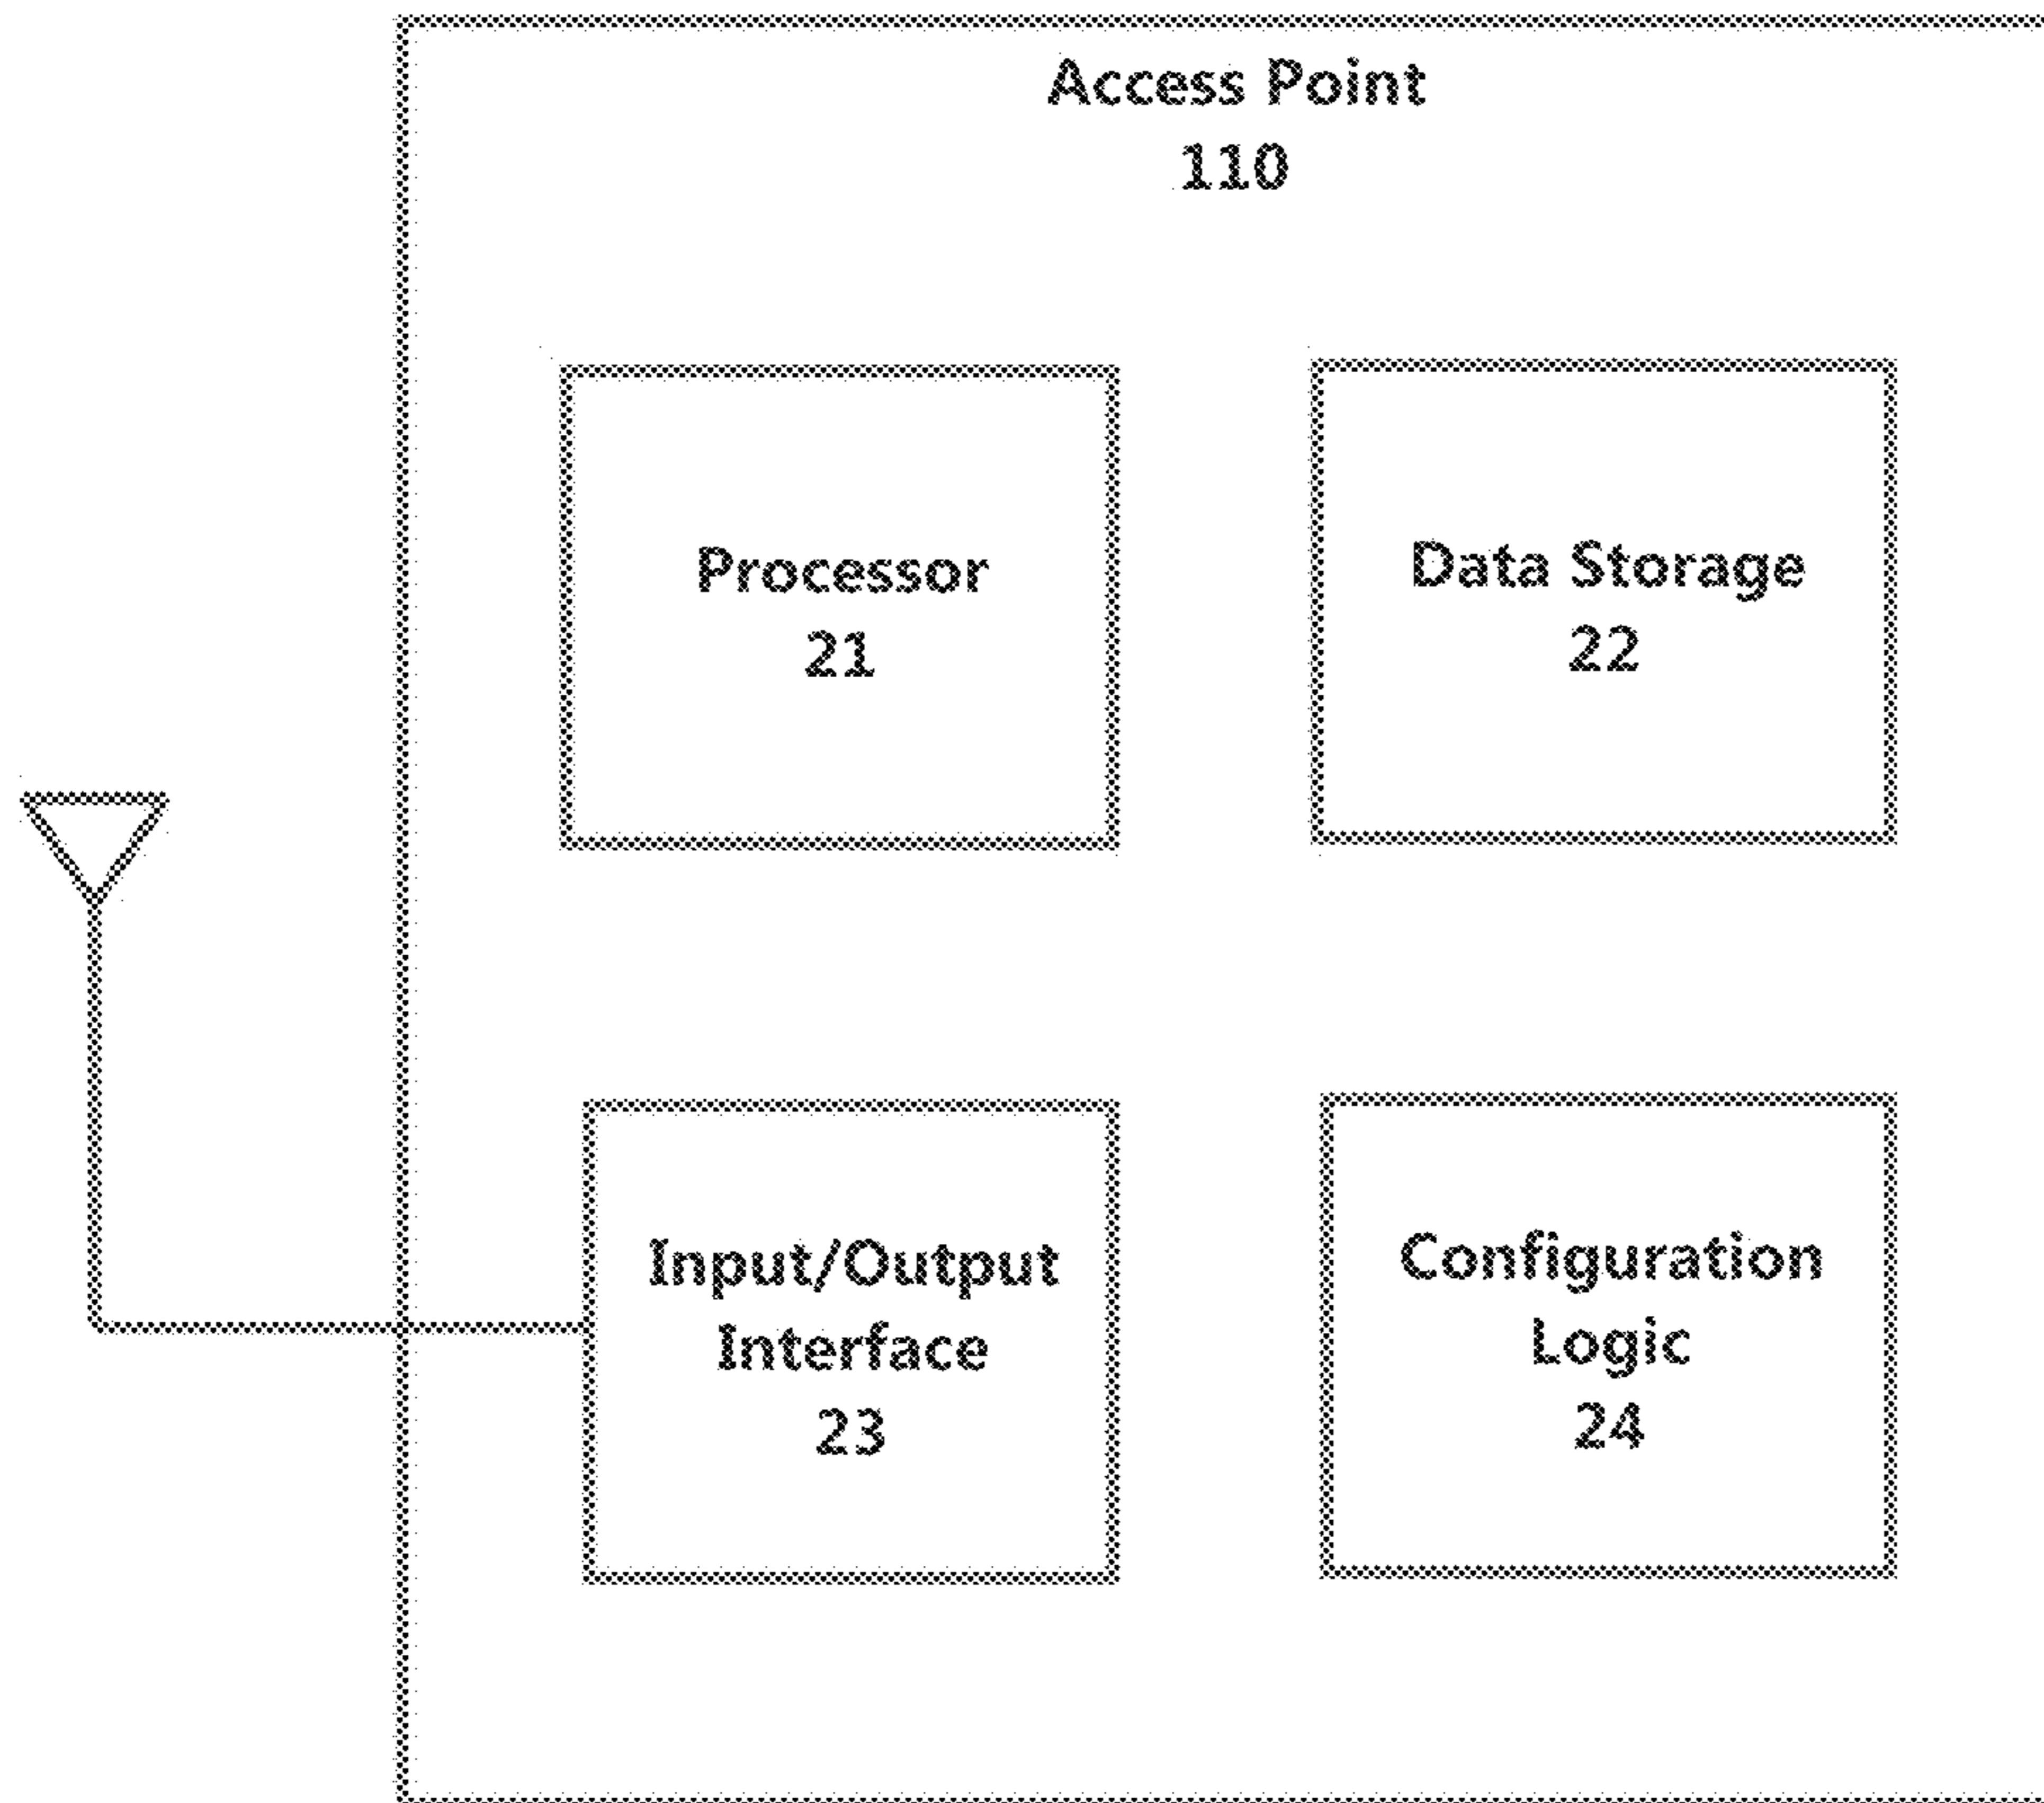 Access Point
110
Processor
21
Data Storage
22
Input/Output
Interface
23
Configuration
Logic
24